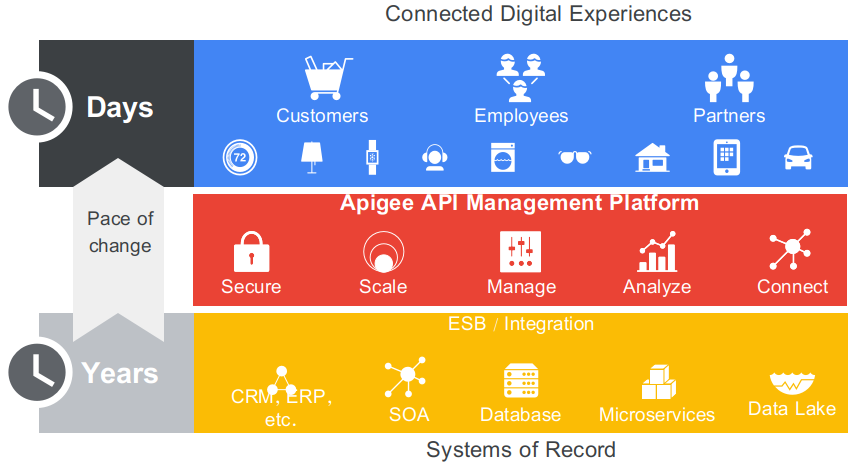 Connected Digital Experiences
Days
Customers
Employees
Partners
72
Pace of
change
Apigee API Management Platform
Secure
Scale
Manage
Analyze
Connect
Years
ESB / Integration
CRM, ERP,
etc.
SOA
Database
Microservices
Data Lake
Systems of Record